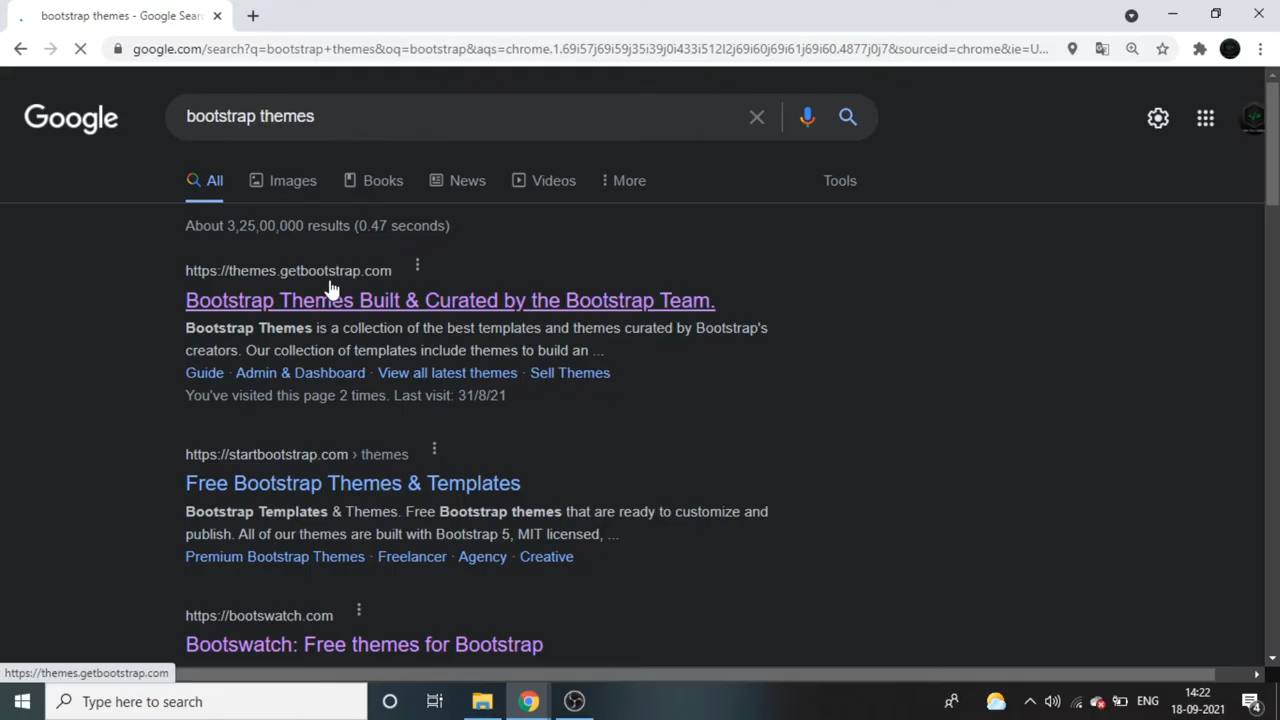 bootstrap themes - Google Sear
google.com/search?q=bootstrap+themes&oq=bootstrap&aqs=chrome.1.69i57j69i59j35i39j0i433i512l2j69i60j69i61j69i60.4877j0j7&sourceid=chrome&ie=U...
Google
bootstrap themes
All
Images
Books
News
Videos
More
Tools
About 3,25,00,000 results (0.47 seconds)
https://themes.getbootstrap.com
Bootstrap Themes Built & Curated by the Bootstrap Team.
Bootstrap Themes is a collection of the best templates and themes curated by Bootstrap's
creators. Our collection of templates include themes to build an ...
Guide · Admin & Dashboard · View all latest themes · Sell Themes
You've visited this page 2 times. Last visit: 31/8/21
https://startbootstrap.com › themes
Free Bootstrap Themes & Templates
Bootstrap Templates & Themes. Free Bootstrap themes that are ready to customize and
publish. All of our themes are built with Bootstrap 5, MIT licensed, ...
Premium Bootstrap Themes · Freelancer · Agency · Creative
https://bootswatch.com
Bootswatch: Free themes for Bootstrap
https://themes.getbootstrap.com
Type here to search
ENG
14:22
18-09-2021
4